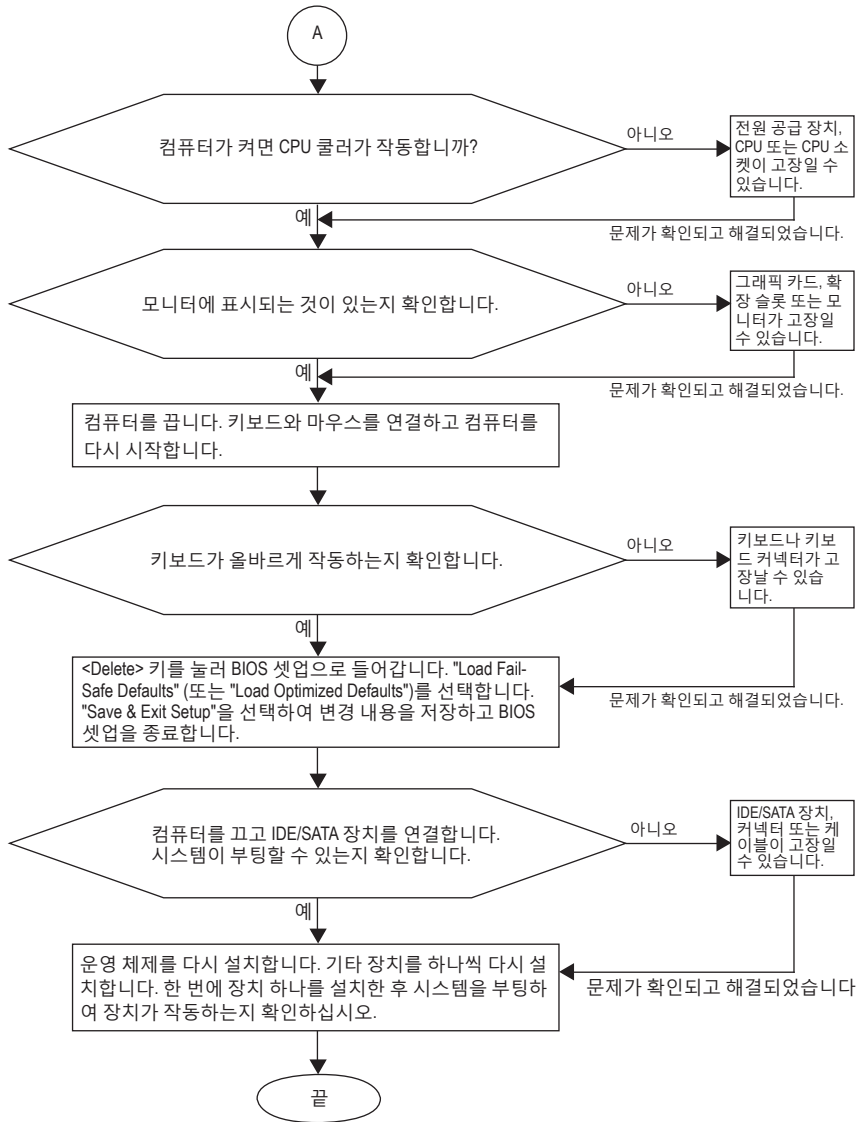 A
컴퓨터가 켜면 CPU 쿨러가 작동합니까?
아니오
전원 공급 장치,
CPU 또는 CPU 소
켓이 고장일 수
있습니다.
예
문제가 확인되고 해결되었습니다.
모니터에 표시되는 것이 있는지 확인합니다.
아니오
그래픽 카드, 확
장 슬롯 또는 모
니터가 고장일
수 있습니다.
예
문제가 확인되고 해결되었습니다.
컴퓨터를 끕니다. 키보드와 마우스를 연결하고 컴퓨터를
다시 시작합니다.
키보드가 올바르게 작동하는지 확인합니다.
아니오
키보드나 키보
드 커넥터가 고
장날 수 있습
니다.
예
<Delete> 키를 눌러 BIOS 셋업으로 들어갑니다. "Load Fail-
Safe Defaults" (또는 "Load Optimized Defaults")를 선택합니다.
"Save & Exit Setup"을 선택하여 변경 내용을 저장하고 BIOS
셋업을 종료합니다.
문제가 확인되고 해결되었습니다.
컴퓨터를 끄고 IDE/SATA 장치를 연결합니다.
시스템이 부팅할 수 있는지 확인합니다.
아니오
IDE/SATA 장치,
커넥터 또는 케
이블이 고장일
수 있습니다.
예
운영 체제를 다시 설치합니다. 기타 장치를 하나씩 다시 설
치합니다. 한 번에 장치 하나를 설치한 후 시스템을 부팅하
여 장치가 작동하는지 확인하십시오.
문제가 확인되고 해결되었습니다
끝